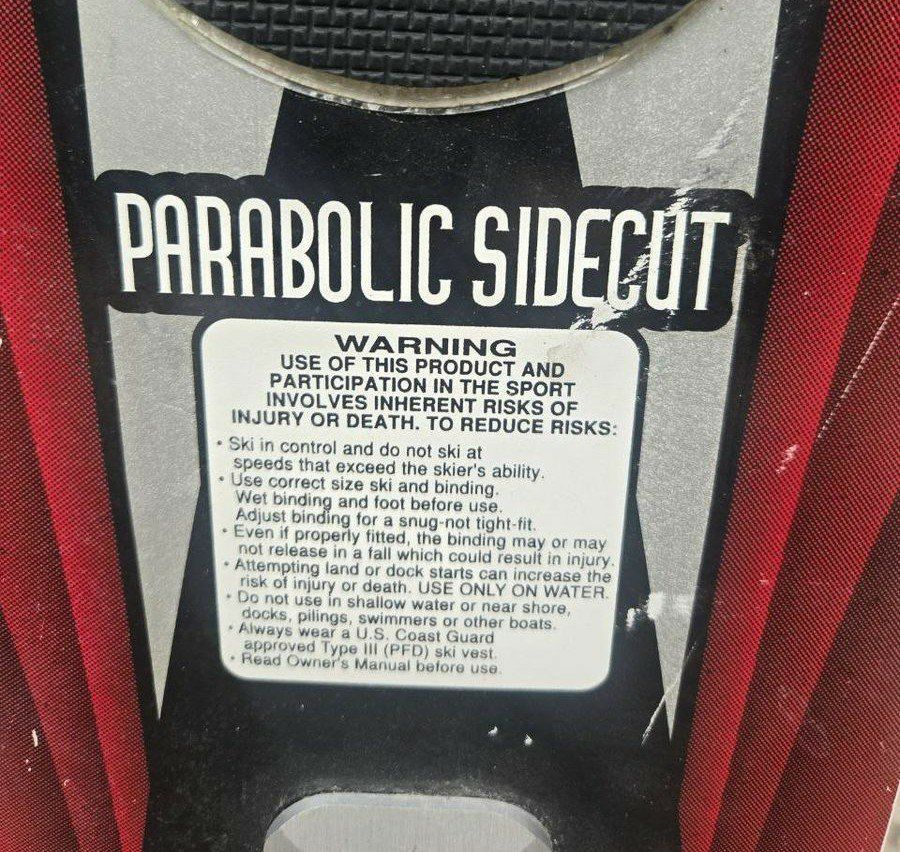 PARABOLIC SIDECUT
WARNING
USE OF THIS PRODUCT AND
PARTICIPATION IN THE SPORT
INVOLVES INHERENT RISKS OF
INJURY OR DEATH. TO REDUCE RISKS:
• Ski in control and do not ski at
speeds that exceed the skier's ability.
• Use correct size ski and binding.
Wet binding and foot before use.
Adjust binding for a snug-not tight-fit.
• Even if properly fitted, the binding may or may
not release in a fall which could result in injury.
• Attempting land or dock starts can increase the
risk of injury or death. USE ONLY ON WATER.
• Do not use in shallow water or near shore,
docks, pilings, swimmers or other boats.
• Always wear a U.S. Coast Guard
approved Type III (PFD) ski vest.
• Read Owner's Manual before use.